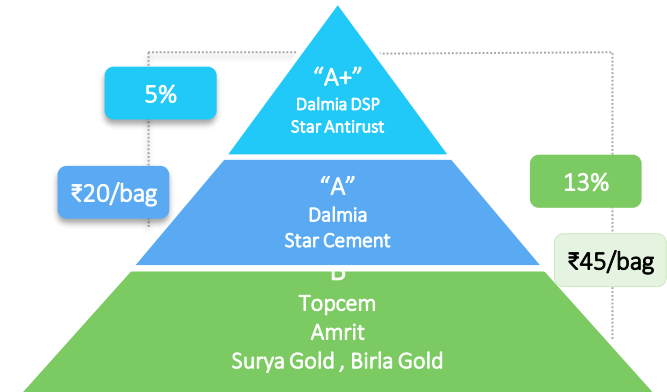 “A+”
Dalmia DSP
Star Antirust
5%
₹20/bag
“A”
Dalmia
Star Cement
13%
₹45/bag
B
Topcem
Amrit
Surya Gold , Birla Gold